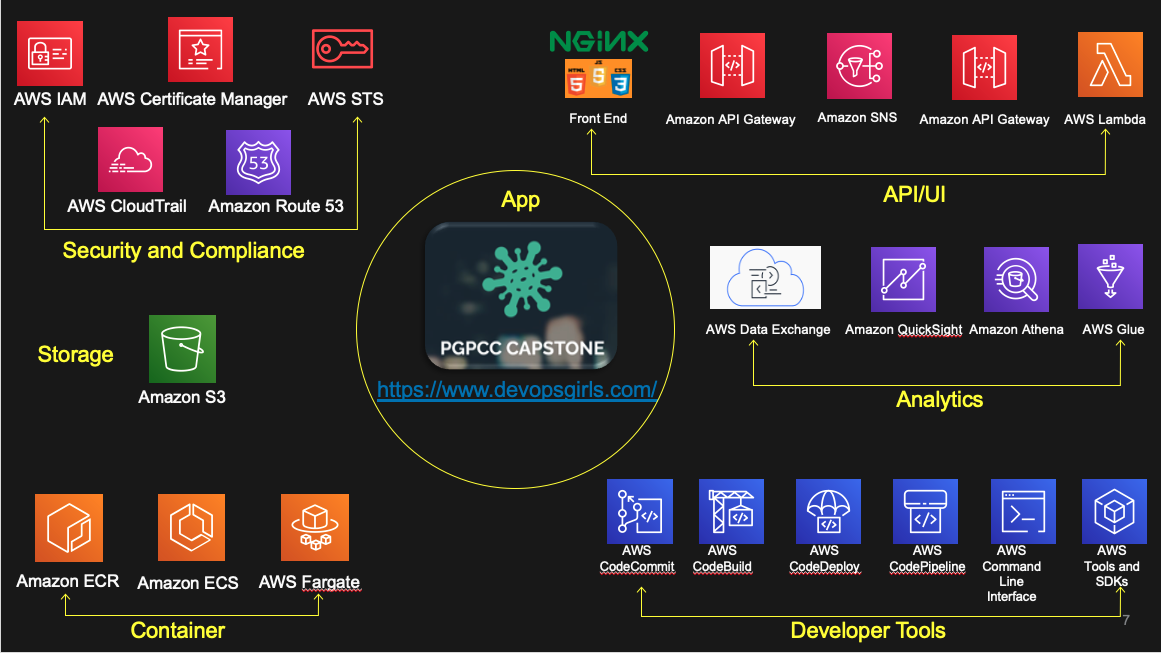 AWS IAM
AWS Certificate Manager
AWS STS
53
AWS CloudTrail
Amazon Route 53
Security and Compliance
Storage
Amazon S3
Amazon ECR
Amazon ECS
AWS Fargate
Container
App
PGPCC CAPSTONE
https://www.devopsgirls.com/
NGINX
HTML
JS
CSS
5
5
3
Front End
Amazon API Gateway
Amazon SNS
Amazon API Gateway
AWS Lambda
API/UI
AWS Data Exchange
Amazon QuickSight
Amazon Athena
AWS Glue
Analytics
AWS
CodeCommit
AWS
CodeBuild
AWS
CodeDeploy
AWS
CodePipeline
AWS
Command
Line
Interface
AWS
Tools and
SDKs
Developer Tools
7